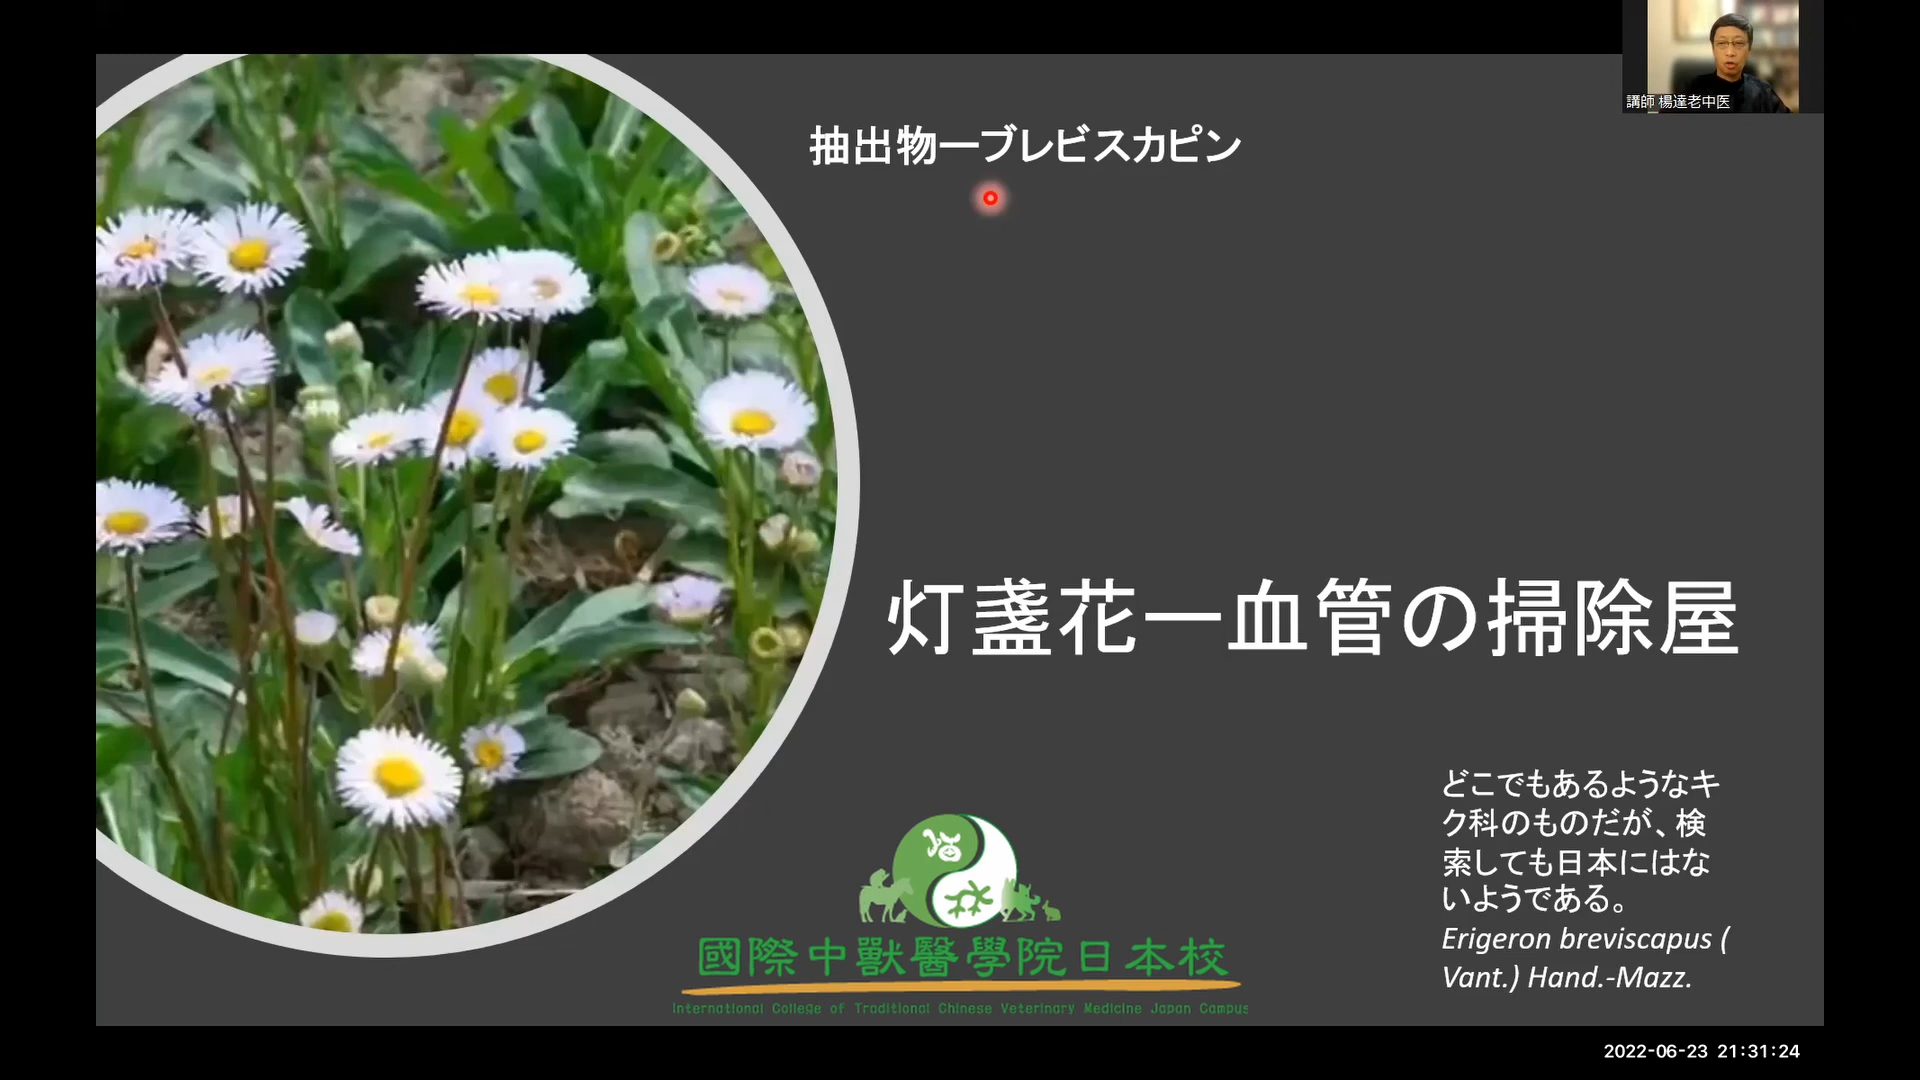 講師 楊達老中医
抽出物ーブレビスカピン
灯盞花ー血管の掃除屋
どこでもあるようなキ
ク科のものだが、検
索しても日本にはな
いようである。
Erigeron breviscapus (
Vant.) Hand.-Mazz.
國際中獸醫學院日本校
International College of Traditional Chinese Veterinary Medicine Japan Campus
2022-06-23 21:31:24